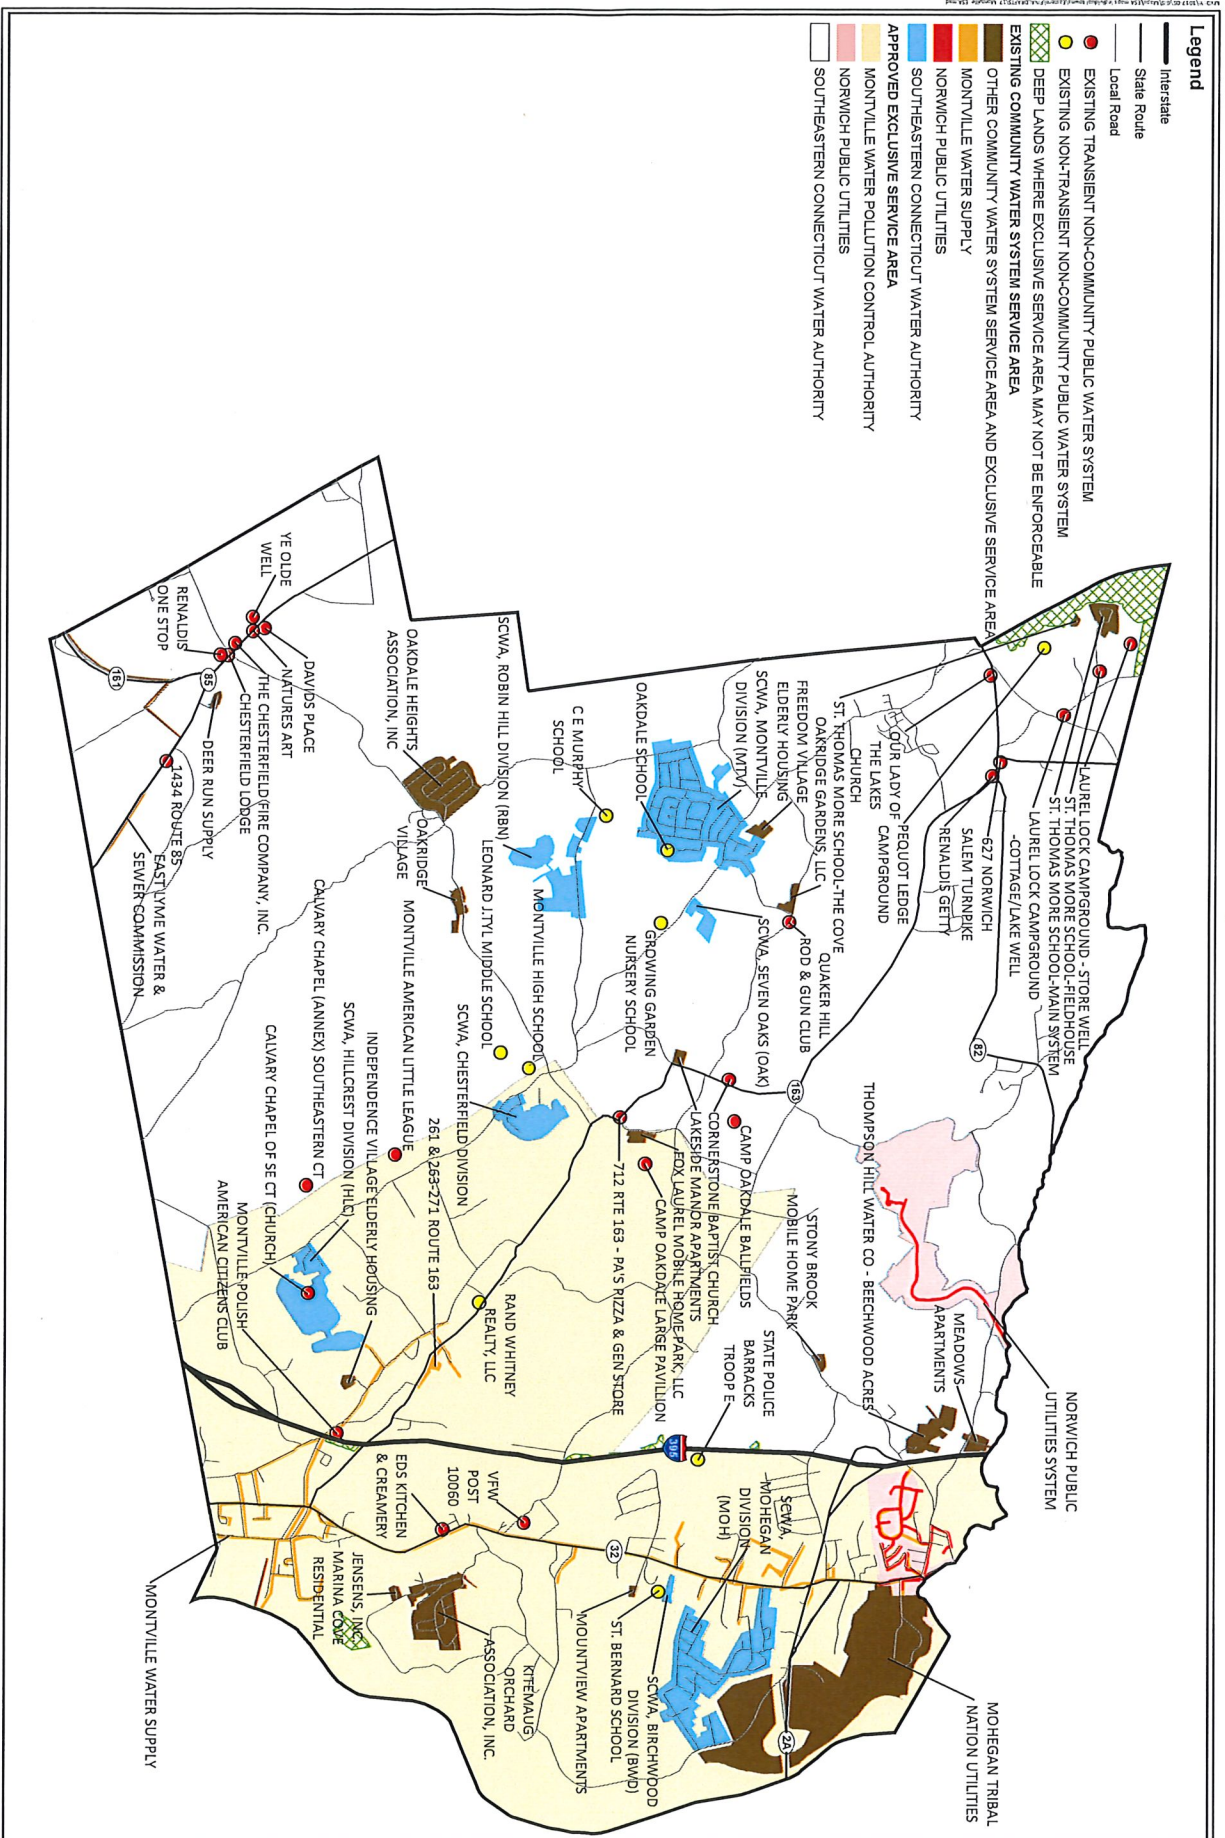 Legend
Interstate
State Route
Local Road
EXISTING TRANSIENT NON-COMMUNITY PUBLIC WATER SYSTEM
EXISTING NON-TRANSIENT NON-COMMUNITY PUBLIC WATER SYSTEM
DEEP LANDS WHERE EXCLUSIVE SERVICE AREA MAY NOT BE ENFORCEABLE
EXISTING COMMUNITY WATER SYSTEM SERVICE AREA
OTHER COMMUNITY WATER SYSTEM SERVICE AREA AND EXCLUSIVE SERVICE AREA
MONTVILLE WATER SUPPLY
NORWICH PUBLIC UTILITIES
SOUTHEASTERN CONNECTICUT WATER AUTHORITY
APPROVED EXCLUSIVE SERVICE AREA
MONTVILLE WATER POLLUTION CONTROL AUTHORITY
NORWICH PUBLIC UTILITIES
SOUTHEASTERN CONNECTICUT WATER AUTHORITY
LAUREL LOCK CAMPGROUND - STORE WELL
ST. THOMAS MORE SCHOOL-FIELDHOUSE
ST. THOMAS MORE SCHOOL-MAIN SYSTEM
LAUREL LOCK CAMPGROUND
-COTTAGE/LAKE WELL
627 NORWICH
SALEM TURNPIKE
RENALDIS GETTY
PEQUOT LEDGE
CAMPGROUND
OUR LADY OF
THE LAKES
CHURCH
ST. THOMAS MORE SCHOOL-THE COVE
OAKRIDGE GARDENS, LLC
FREEDOM VILLAGE
ELDERLY HOUSING
SCWA, MONTVILLE
DIVISION (MTV)
OAKDALE SCHOOL
C E MURPHY
SCHOOL
SCWA, ROBIN HILL DIVISION (RBN)
OAKDALE HEIGHTS
ASSOCIATION, INC
DAVIDS PLACE
NATURES ART
THE CHESTERFIELD FIRE COMPANY, INC.
CHESTERFIELD LODGE
YE OLDE
WELL
RENALDIS
ONE STOP
161
85
DEER RUN SUPPLY
1434 ROUTE 85
EAST LYME WATER &
SEWER COMMISSION
OAKRIDGE
VILLAGE
LEONARD J.TYL MIDDLE SCHOOL
MONTVILLE HIGH SCHOOL
GROWING GARDEN
NURSERY SCHOOL
SCWA, SEVEN OAKS (OAK)
QUAKER HILL
ROD & GUN CLUB
82
163
THOMPSON HILL WATER CO - BEECHWOOD ACRES
CAMP OAKDALE BALLFIELDS
CORNERSTONE BAPTIST CHURCH
LAKESIDE MANOR APARTMENTS
FOX LAUREL MOBILE HOME PARK, LLC
CAMP OAKDALE LARGE PAVILLION
712 RTE 163 - PA'S PIZZA & GEN STORE
SCWA, CHESTERFIELD DIVISION
261 & 263-271 ROUTE 163
MONTVILLE AMERICAN LITTLE LEAGUE
INDEPENDENCE VILLAGE ELDERLY HOUSING
SCWA, HILLCREST DIVISION (HLC)
CALVARY CHAPEL (ANNEX) SOUTHEASTERN CT
CALVARY CHAPEL OF SE CT (CHURCH)
MONTVILLE POLISH
AMERICAN CITIZENS CLUB
RAND WHITNEY
REALTY, LLC
STONY BROOK
MOBILE HOME PARK
STATE POLICE
BARRACKS
TROOP E
MEADOWS
APARTMENTS
NORWICH PUBLIC
UTILITIES SYSTEM
395
VFW
POST
10060
EDS KITCHEN
& CREAMERY
32
SCWA,
MOHEGAN
DIVISION
(MOH)
JENSENS, INC.
MARINA COVE
RESIDENTIAL
KITEMAUG
ORCHARD
ASSOCIATION, INC.
MOUNTVIEW APARTMENTS
ST. BERNARD SCHOOL
SCWA, BIRCHWOOD
DIVISION (BWD)
2A
MOHEGAN TRIBAL
NATION UTILITIES
MONTVILLE WATER SUPPLY